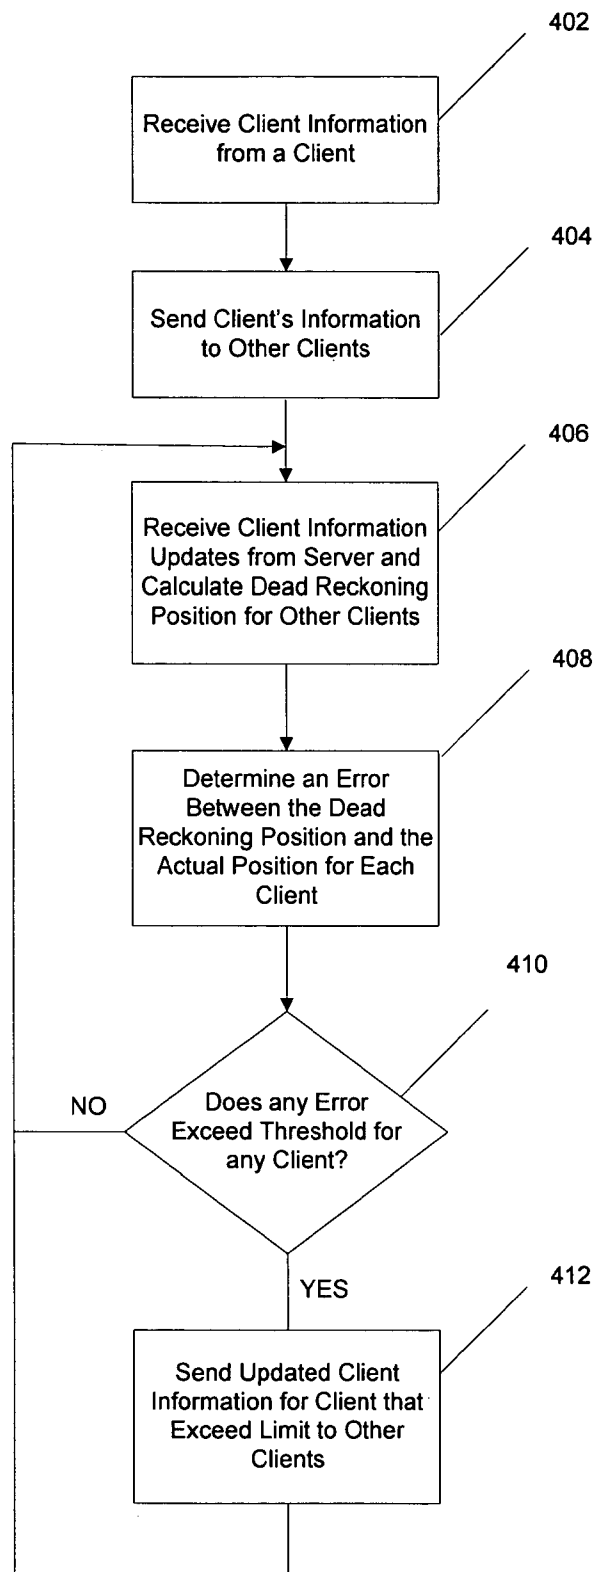 402
Receive Client Information
from a Client
404
Send Client's Information
to Other Clients
406
Receive Client Information
Updates from Server and
Calculate Dead Reckoning
Position for Other Clients
408
Determine an Error
Between the Dead
Reckoning Position and the
Actual Position for Each
Client
410
NO
Does any Error
Exceed Threshold for
any Client?
YES
412
Send Updated Client
Information for Client that
Exceed Limit to Other
Clients